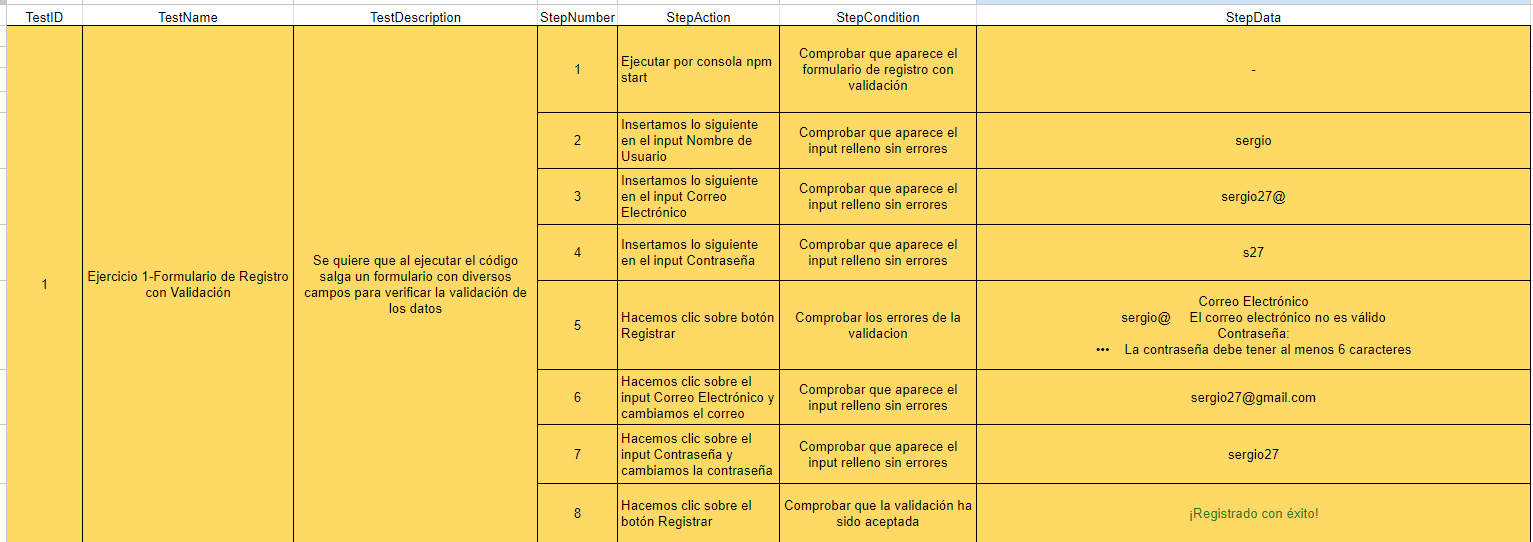 TestID TestName TestDescription StepNumber StepAction StepCondition StepData
1
Ejercicio 1-Formulario de Registro
con Validación
Se quiere que al ejecutar el código
salga un formulario con diversos
campos para verificar la validación de
los datos
1
Ejecutar por consola npm
start
Comprobar que aparece el
formulario de registro con
validación
-
2
Insertamos lo siguiente
en el input Nombre de
Usuario
Comprobar que aparece el
input relleno sin errores
sergio
3
Insertamos lo siguiente
en el input Correo
Electrónico
Comprobar que aparece el
input relleno sin errores
sergio27@
4
Insertamos lo siguiente
en el input Contraseña
Comprobar que aparece el
input relleno sin errores
s27
5
Hacemos clic sobre botón
Registrar
Comprobar los errores de la
validacion
Correo Electrónico
sergio@ El correo electrónico no es válido
Contraseña:
••• La contraseña debe tener al menos 6 caracteres
6
Hacemos clic sobre el
input Correo Electrónico y
cambiamos el correo
Comprobar que aparece el
input relleno sin errores
sergio27@gmail.com
7
Hacemos clic sobre el
input Contraseña y
cambiamos la contraseña
Comprobar que aparece el
input relleno sin errores
sergio27
8
Hacemos clic sobre el
botón Registrar
Comprobar que la validación ha
sido aceptada
¡Registrado con éxito!